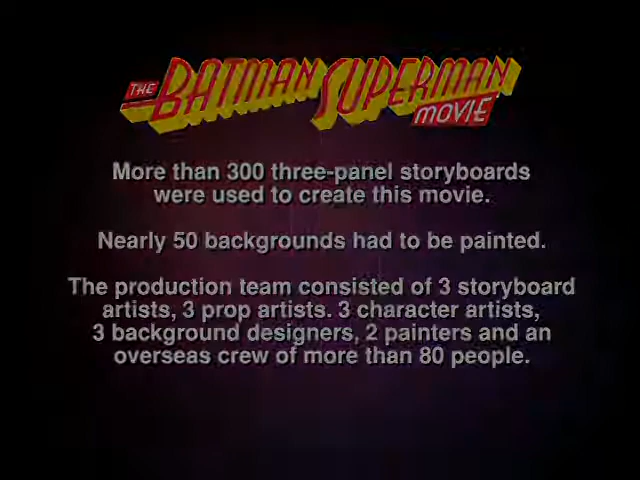 THE BATMAN SUPERMAN MOVIE
More than 300 three-panel storyboards
were used to create this movie.
Nearly 50 backgrounds had to be painted.
The production team consisted of 3 storyboard
artists, 3 prop artists. 3 character artists,
3 background designers, 2 painters and an
overseas crew of more than 80 people.